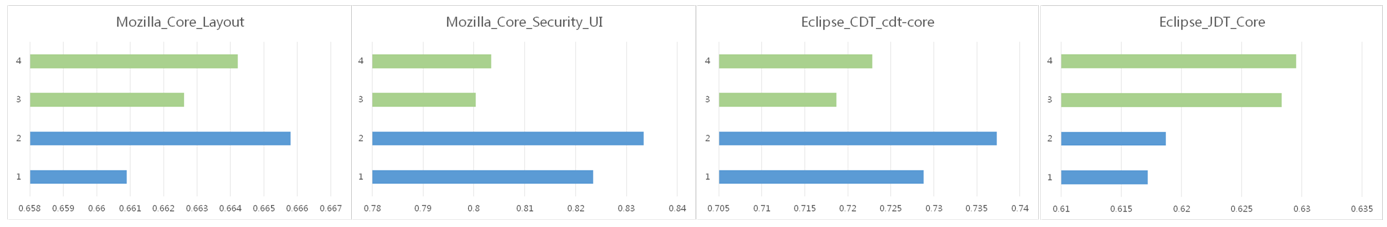 Mozilla_Core_Layout
4
3
2
1
0.658 0.659 0.66 0.661 0.662 0.663 0.664 0.665 0.666 0.667
Mozilla_Core_Security_UI
4
3
2
1
0.78 0.79 0.8 0.81 0.82 0.83 0.84
Eclipse_CDT_cdt-core
4
3
2
1
0.705 0.71 0.715 0.72 0.725 0.73 0.735 0.74
Eclipse_JDT_Core
4
3
2
1
0.61 0.615 0.62 0.625 0.63 0.635